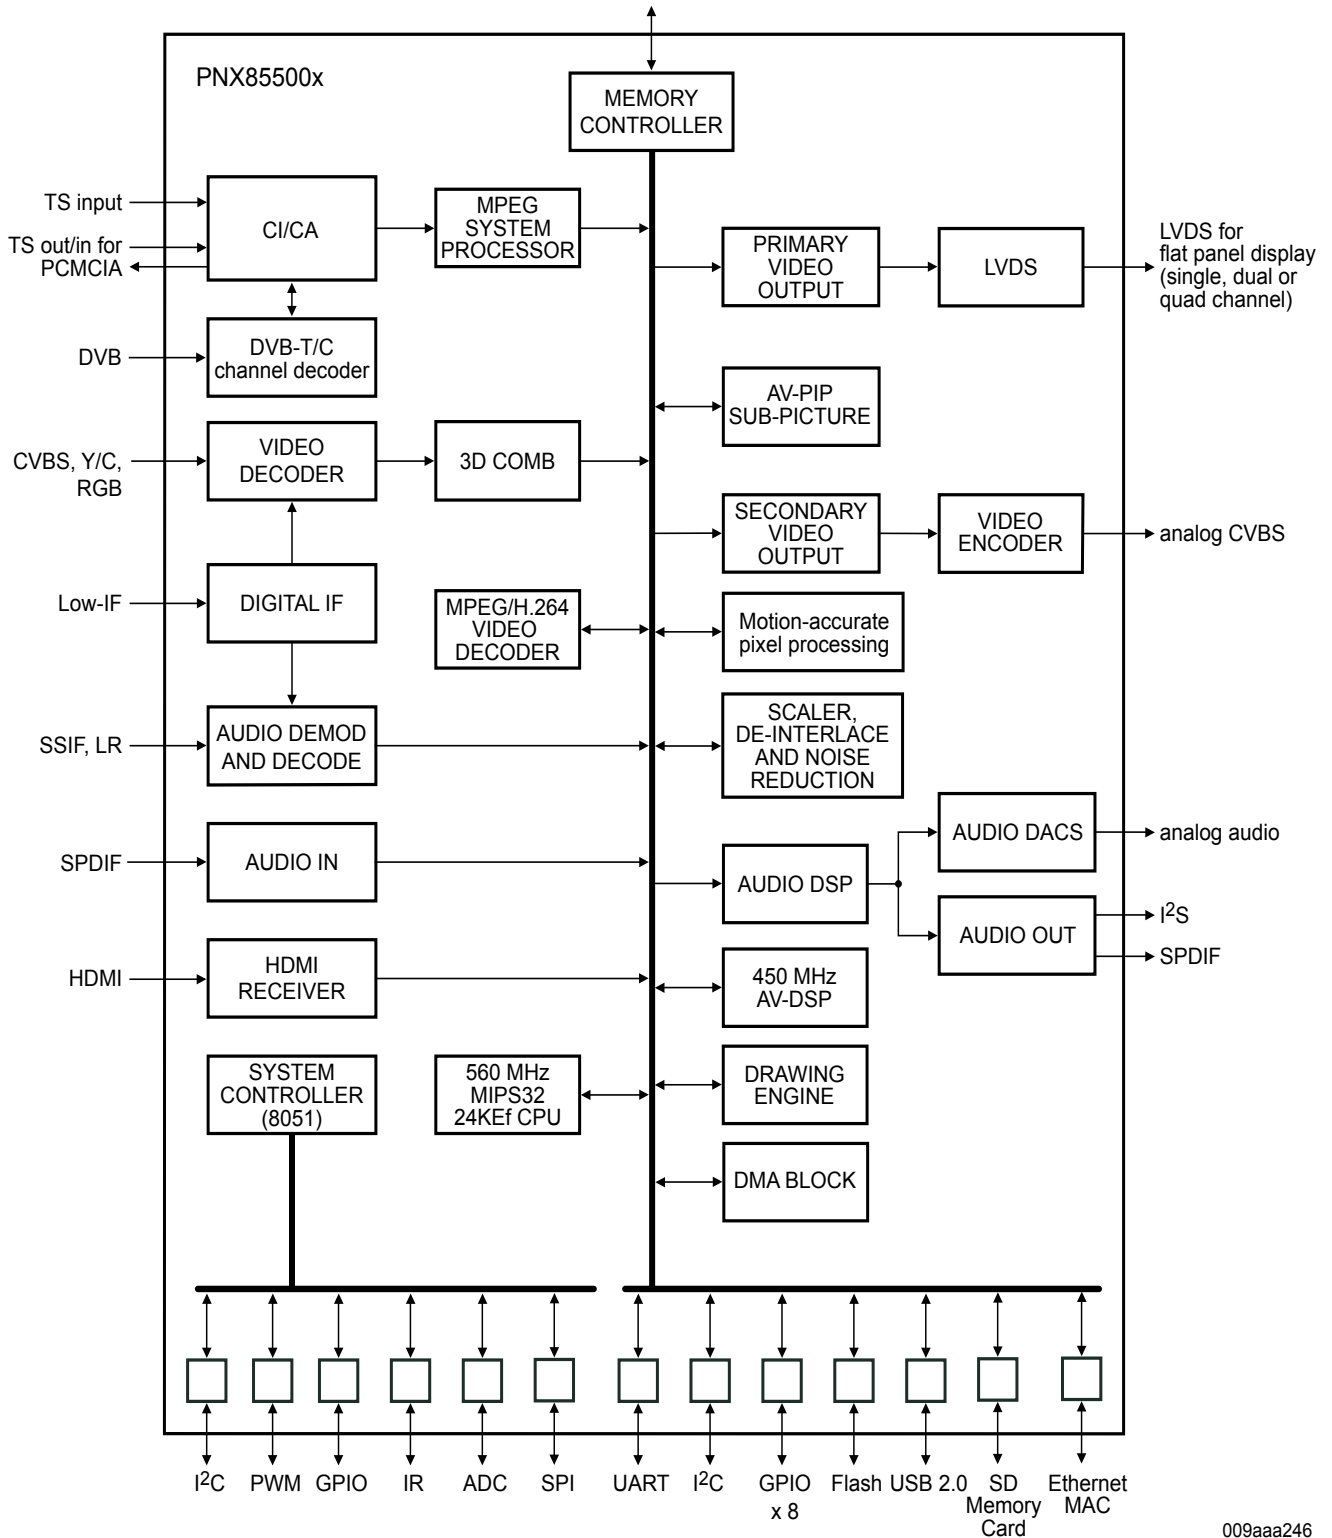 PNX85500x
MEMORY
CONTROLLER
TS input
TS out/in for
PCMCIA
CI/CA
MPEG
SYSTEM
PROCESSOR
PRIMARY
VIDEO
OUTPUT
LVDS
LVDS for
flat panel display
(single, dual or
quad channel)
DVB
DVB-T/C
channel decoder
AV-PIP
SUB-PICTURE
CVBS, Y/C,
RGB
VIDEO
DECODER
3D COMB
SECONDARY
VIDEO
OUTPUT
VIDEO
ENCODER
analog CVBS
Low-IF
DIGITAL IF
MPEG/H.264
VIDEO
DECODER
Motion-accurate
pixel processing
SSIF, LR
AUDIO DEMOD
AND DECODE
SCALER,
DE-INTERLACE
AND NOISE
REDUCTION
AUDIO DACS
analog audio
SPDIF
AUDIO IN
AUDIO DSP
AUDIO OUT
I2S
SPDIF
HDMI
HDMI
RECEIVER
450 MHz
AV-DSP
SYSTEM
CONTROLLER
(8051)
560 MHz
MIPS32
24KEf CPU
DRAWING
ENGINE
DMA BLOCK
I2C
PWM
GPIO
IR
ADC
SPI
UART
I2C
GPIO
x 8
Flash
USB 2.0
SD
Memory
Card
Ethernet
MAC
009aaa246